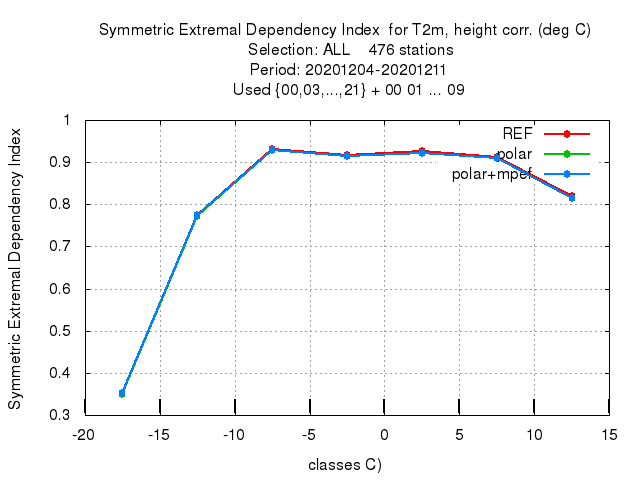 Symmetric Extremal Dependency Index for T2m, height corr. (deg C)
Selection: ALL 476 stations
Period: 20201204-20201211
Used {00,03,...,21} + 00 01 ... 09
Symmetric Extremal Dependency Index
1
0.9
0.8
0.7
0.6
0.5
0.4
0.3
REF
polar
polar+mpef
-20 -15 -10 -5 0 5 10 15
classes C)